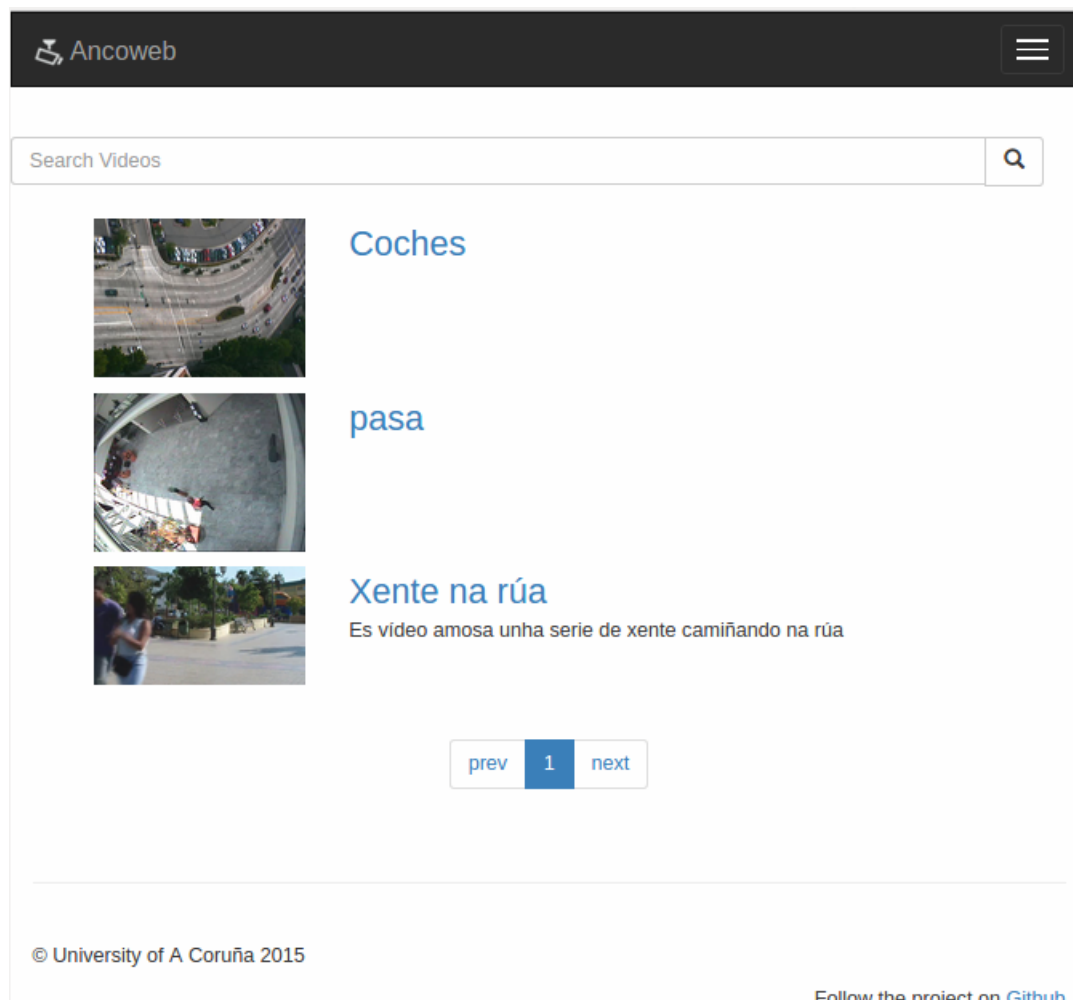 Ancoweb
Search Videos
Coches
pasa
Xente na rúa
Es vídeo amosa unha serie de xente camiñando na rúa
prev 1 next
© University of A Coruña 2015
Follow the project on Github